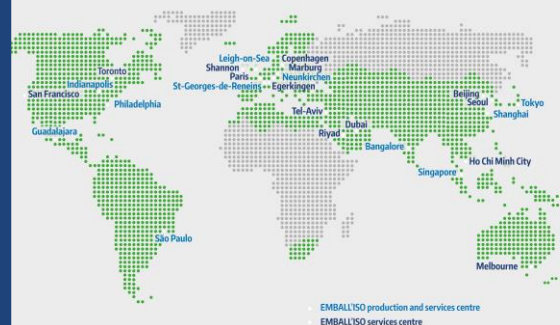 Leigh-on-Sea
Copenhagen
Shannon
Marburg
Toronto
Paris
Neunkirchen
Indianapolis
St-Georges-de-Reneins
Egerkingen
San Francisco
Beijing
Seoul
Tokyo
Philadelphia
Tel-Aviv
Shanghai
Guadalajara
Dubai
Riyad
Bangalore
Ho Chi Minh City
Singapore
São Paulo
Melbourne
EMBALL'ISO production and services centre
EMBALL'ISO services centre